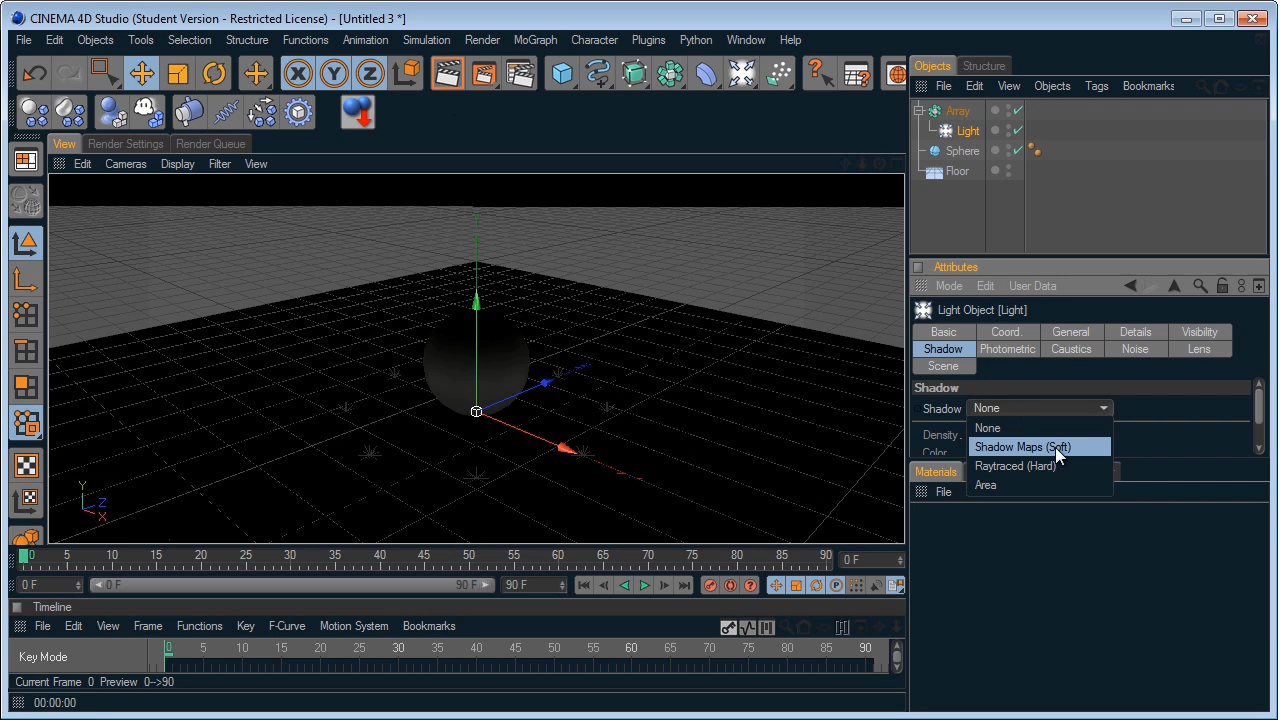 CINEMA 4D Studio (Student Version - Restricted License) - [Untitled 3 *]
File Edit Objects Tools Selection Structure Functions Animation Simulation Render MoGraph Character Plugins Python Window Help
X Y Z
Objects Structure
File Edit View Objects Tags Bookmarks
Array
Light
Sphere
Floor
View Render Settings Render Queue
Edit Cameras Display Filter View
Y
Z
X
Attributes
Mode Edit User Data
Light Object [Light]
Basic Coord. General Details Visibility
Shadow Photometric Caustics Noise Lens
Scene
Shadow
Shadow None
None
Density .
Shadow Maps (Soft)
Color
Raytraced (Hard)
Materials
Area
File
0 5 10 15 20 25 30 35 40 45 50 55 60 65 70 75 80 85 90 0 F
0 F 0 F 90 F 90 F
P
Timeline
File Edit View Frame Functions Key F-Curve Motion System Bookmarks
0 5 10 15 20 25 30 35 40 45 50 55 60 65 70 75 80 85 90
Key Mode
Current Frame 0 Preview 0-->90
00:00:00